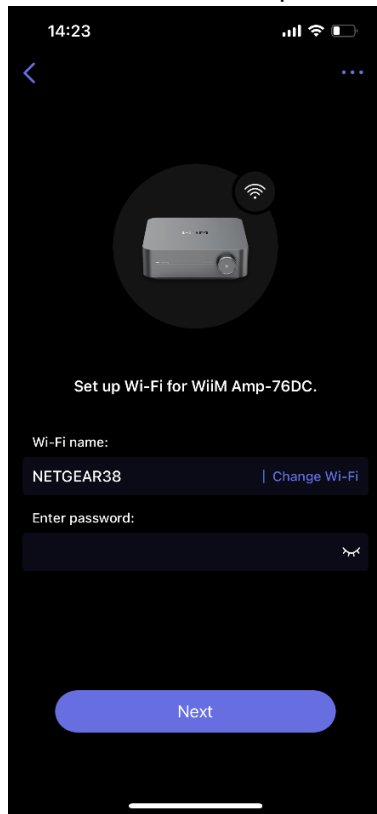 14:23
Set up Wi-Fi for WiiM Amp-76DC.
Wi-Fi name:
NETGEAR38 | Change Wi-Fi
Enter password:
Next